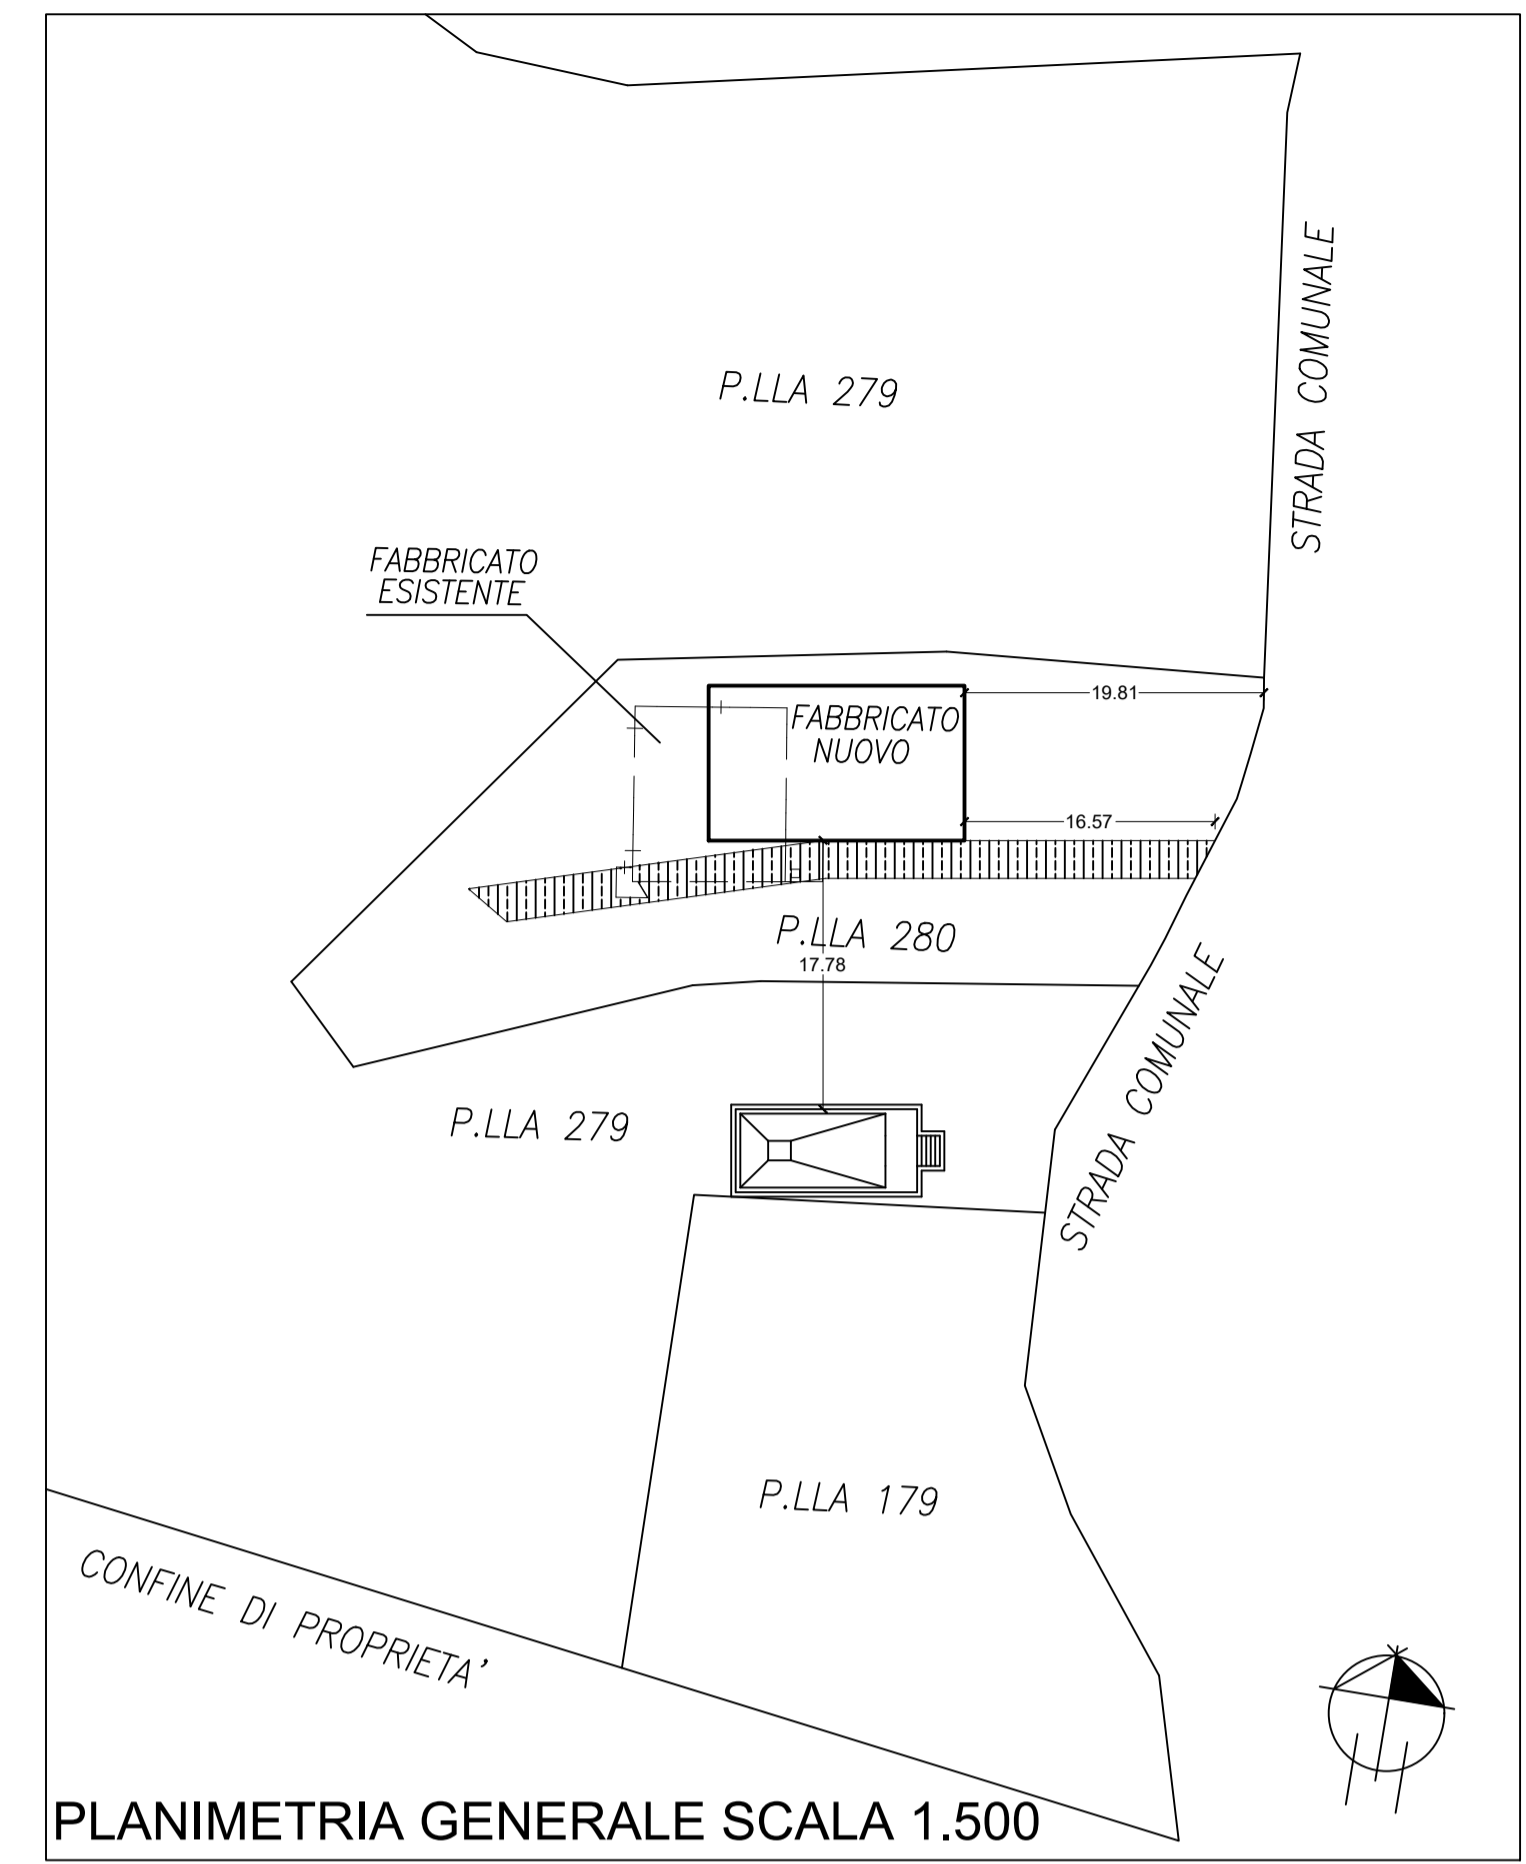 P.LLA 279
STRADA COMUNALE
FABBRICATO
ESISTENTE
19.81
FABBRICATO
NUOVO
16.57
P.LLA 280
17.78
STRADA COMUNALE
P.LLA 279
P.LLA 179
CONFINE DI PROPRIETA'
PLANIMETRIA GENERALE SCALA 1.500